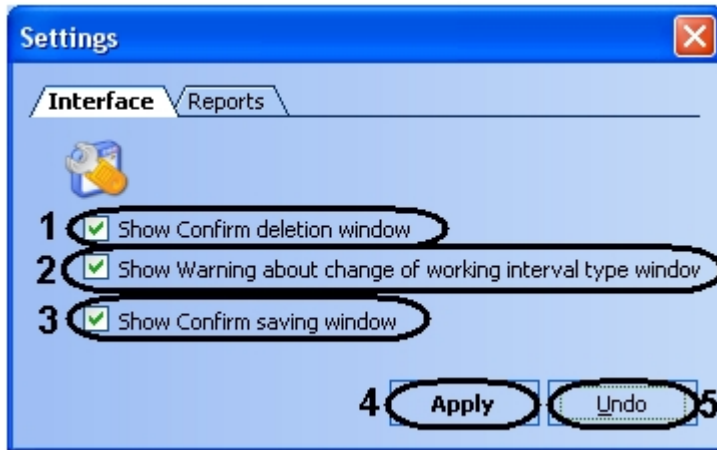 Settings
Interface Reports
1 Show Confirm deletion window
2 Show Warning about change of working interval type window
3 Show Confirm saving window
4 Apply Undo 5